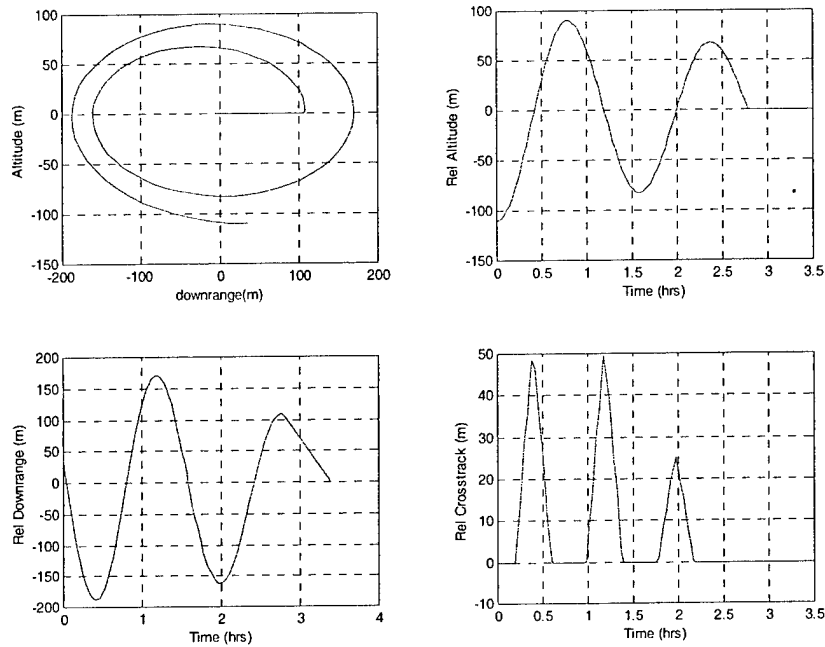 100
50
0
-50
-100
-150
-200 -100 0 100 200
Altitude (m)
downrange(m)
100
50
0
-50
-100
-150
0 0.5 1 1.5 2 2.5 3 3.5
Rel Altitude (m)
Time (hrs)
200
150
100
50
0
-50
-100
-150
-200
0 1 2 3 4
Rel Downrange (m)
Time (hrs)
50
40
30
20
10
0
-10
0 0.5 1 1.5 2 2.5 3 3.5
Rel Crosstrack (m)
Time (hrs)